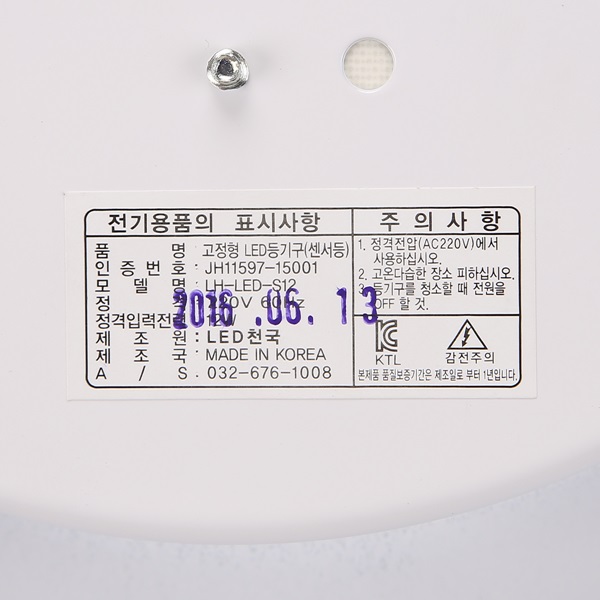 전기용품의 표시사항
품 명 : 고정형 LED등기구(센서등)
인 증 번 호 : JH11597-15001
모 델 명 : LH-LED-S12
정 격 : 220V 60Hz
정격입력전력 : 12W
제 조 원 : LED천국
제 조 국 : MADE IN KOREA
A / S : 032-676-1008
2016.06.13
주 의 사 항
1. 정격전압(AC220V)에서
사용하십시오.
2. 고온다습한 장소 피하십시오.
3. 등기구를 청소할 때 전원을
OFF 할 것.
KTL
감전주의
본제품 품질보증기간은 제조일로 부터 1년입니다.